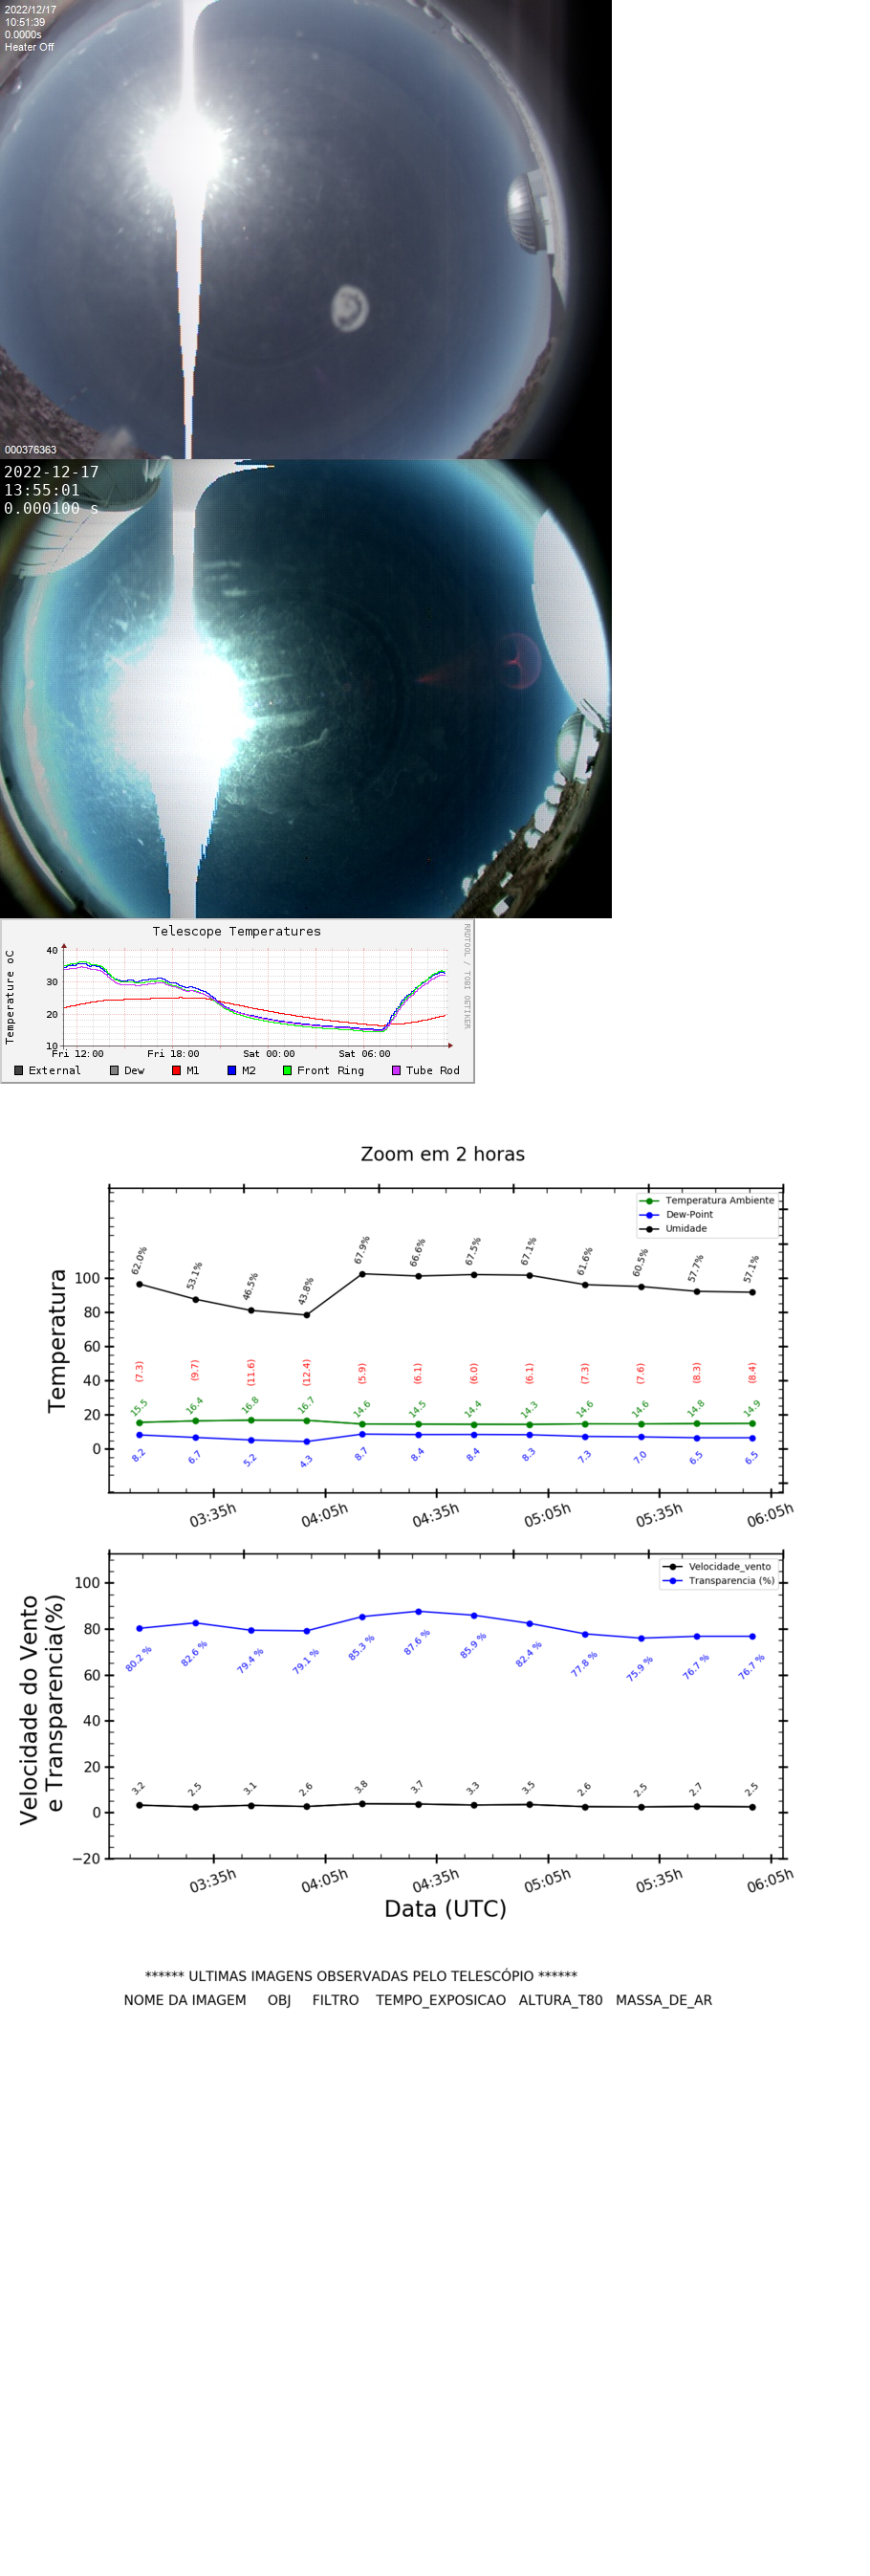 2022/12/17
10:51:39
0.0000s
Heater Off
000376363
2022-12-17
13:55:01
0.000100 s
Telescope Temperatures
RRDTOOL / TOBI OETIKER
Temperature oC
40
30
20
10
Fri 12:00 Fri 18:00 Sat 00:00 Sat 06:00
External Dew M1 M2 Front Ring Tube Rod
Zoom em 2 horas
Temperatura Ambiente
Dew-Point
Umidade
Temperatura
100
80
60
40
20
0
62.0% 53.1% 46.5% 43.8% 67.9% 66.6% 67.5% 67.1% 61.6% 60.5% 57.7% 57.1%
(7.3) (9.7) (11.6) (12.4) (5.9) (6.1) (6.0) (6.1) (7.3) (7.6) (8.3) (8.4)
15.5 16.4 16.8 16.7 14.6 14.5 14.4 14.3 14.6 14.6 14.8 14.9
8.2 6.7 5.2 4.3 8.7 8.4 8.4 8.3 7.3 7.0 6.5 6.5
03:35h 04:05h 04:35h 05:05h 05:35h 06:05h
Velocidade_vento
Transparencia (%)
Velocidade do Vento
e Transparencia(%)
100
80
60
40
20
0
−20
80.2 % 82.6 % 79.4 % 79.1 % 85.3 % 87.6 % 85.9 % 82.4 % 77.8 % 75.9 % 76.7 % 76.7 %
3.2 2.5 3.1 2.6 3.8 3.7 3.3 3.5 2.6 2.5 2.7 2.5
03:35h 04:05h 04:35h 05:05h 05:35h 06:05h
Data (UTC)
****** ULTIMAS IMAGENS OBSERVADAS PELO TELESCÓPIO ******
NOME DA IMAGEM OBJ FILTRO TEMPO_EXPOSICAO ALTURA_T80 MASSA_DE_AR